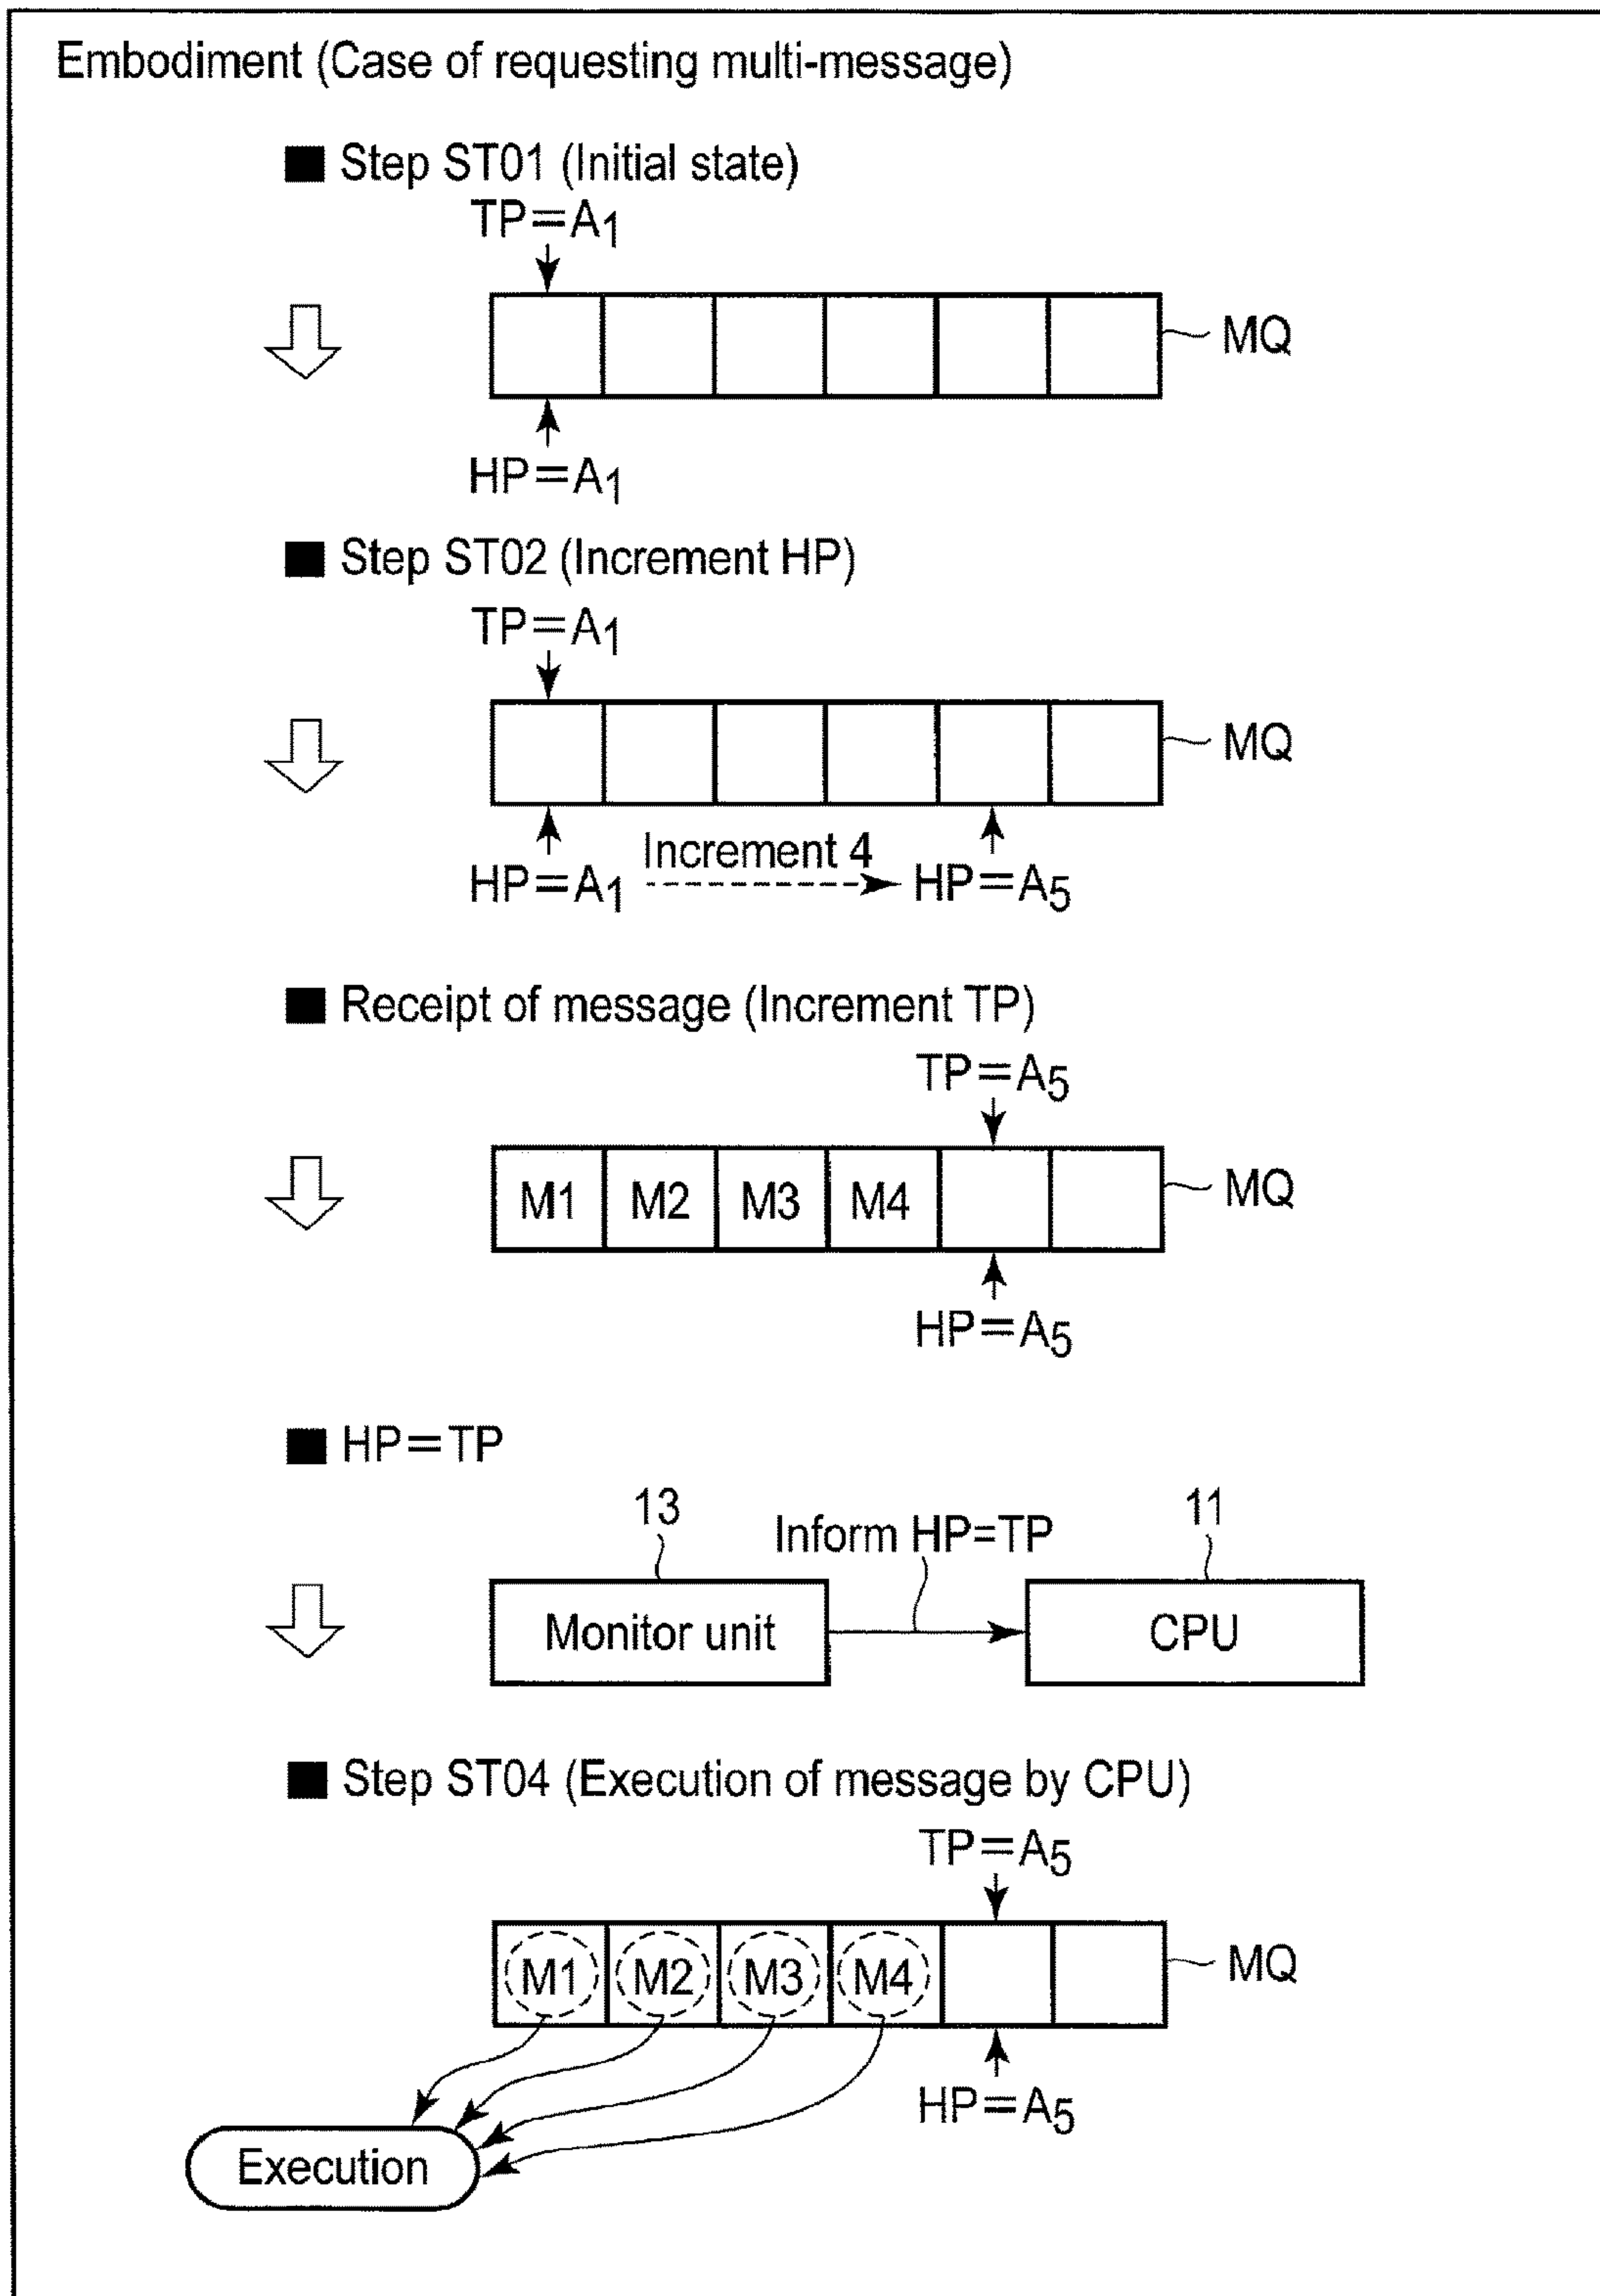 Embodiment (Case of requesting multi-message)
■ Step ST01 (Initial state)
TP=A1
MQ
HP=A1
■ Step ST02 (Increment HP)
TP=A1
MQ
Increment 4
HP=A1 HP=A5
■ Receipt of message (Increment TP)
TP=A5
M1 M2 M3 M4 MQ
HP=A5
■ HP=TP
13 11
Inform HP=TP
Monitor unit CPU
■ Step ST04 (Execution of message by CPU)
TP=A5
M1 M2 M3 M4 MQ
HP=A5
Execution